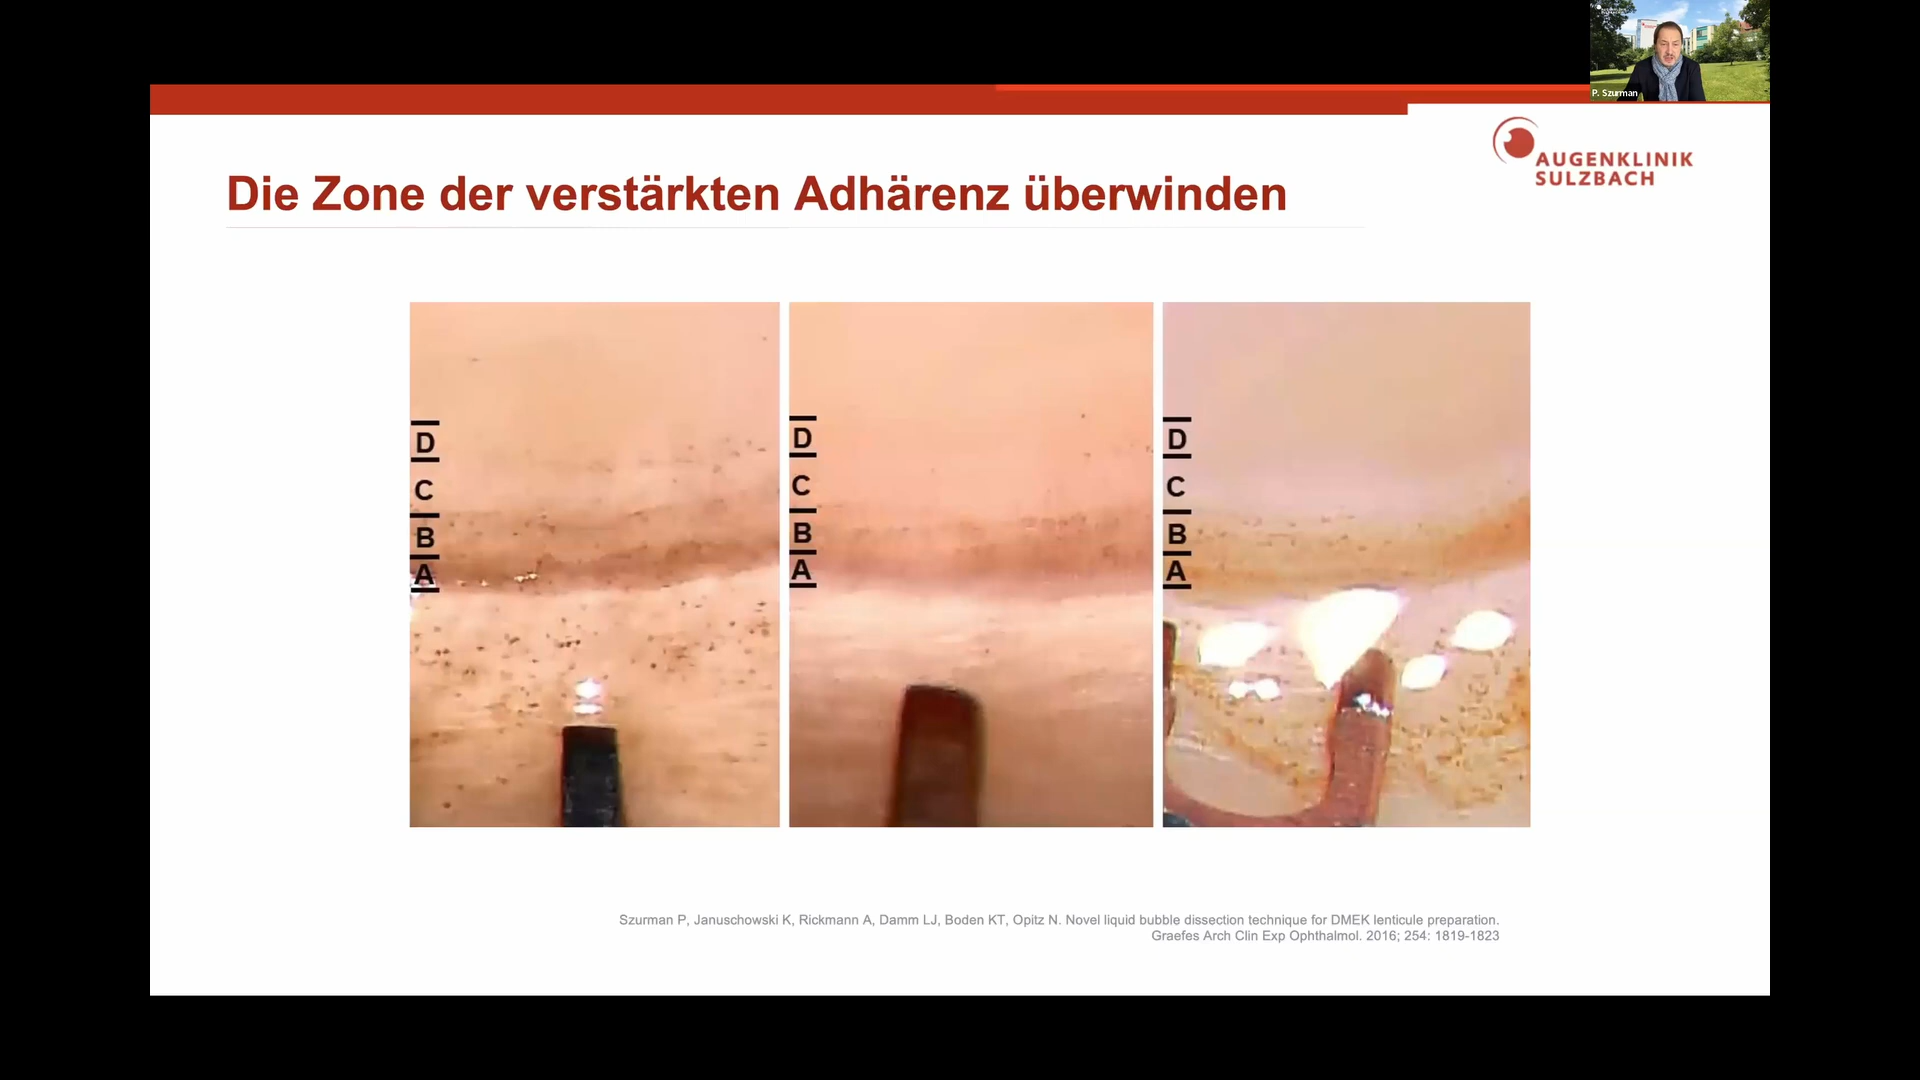 P. Szurman
AUGENKLINIK
SULZBACH
Die Zone der verstärkten Adhärenz überwinden
D
C
B
A
D
C
B
A
D
C
B
A
Szurman P, Januschowski K, Rickmann A, Damm LJ, Boden KT, Opitz N. Novel liquid bubble dissection technique for DMEK lenticule preparation.
Graefes Arch Clin Exp Ophthalmol. 2016; 254: 1819-1823